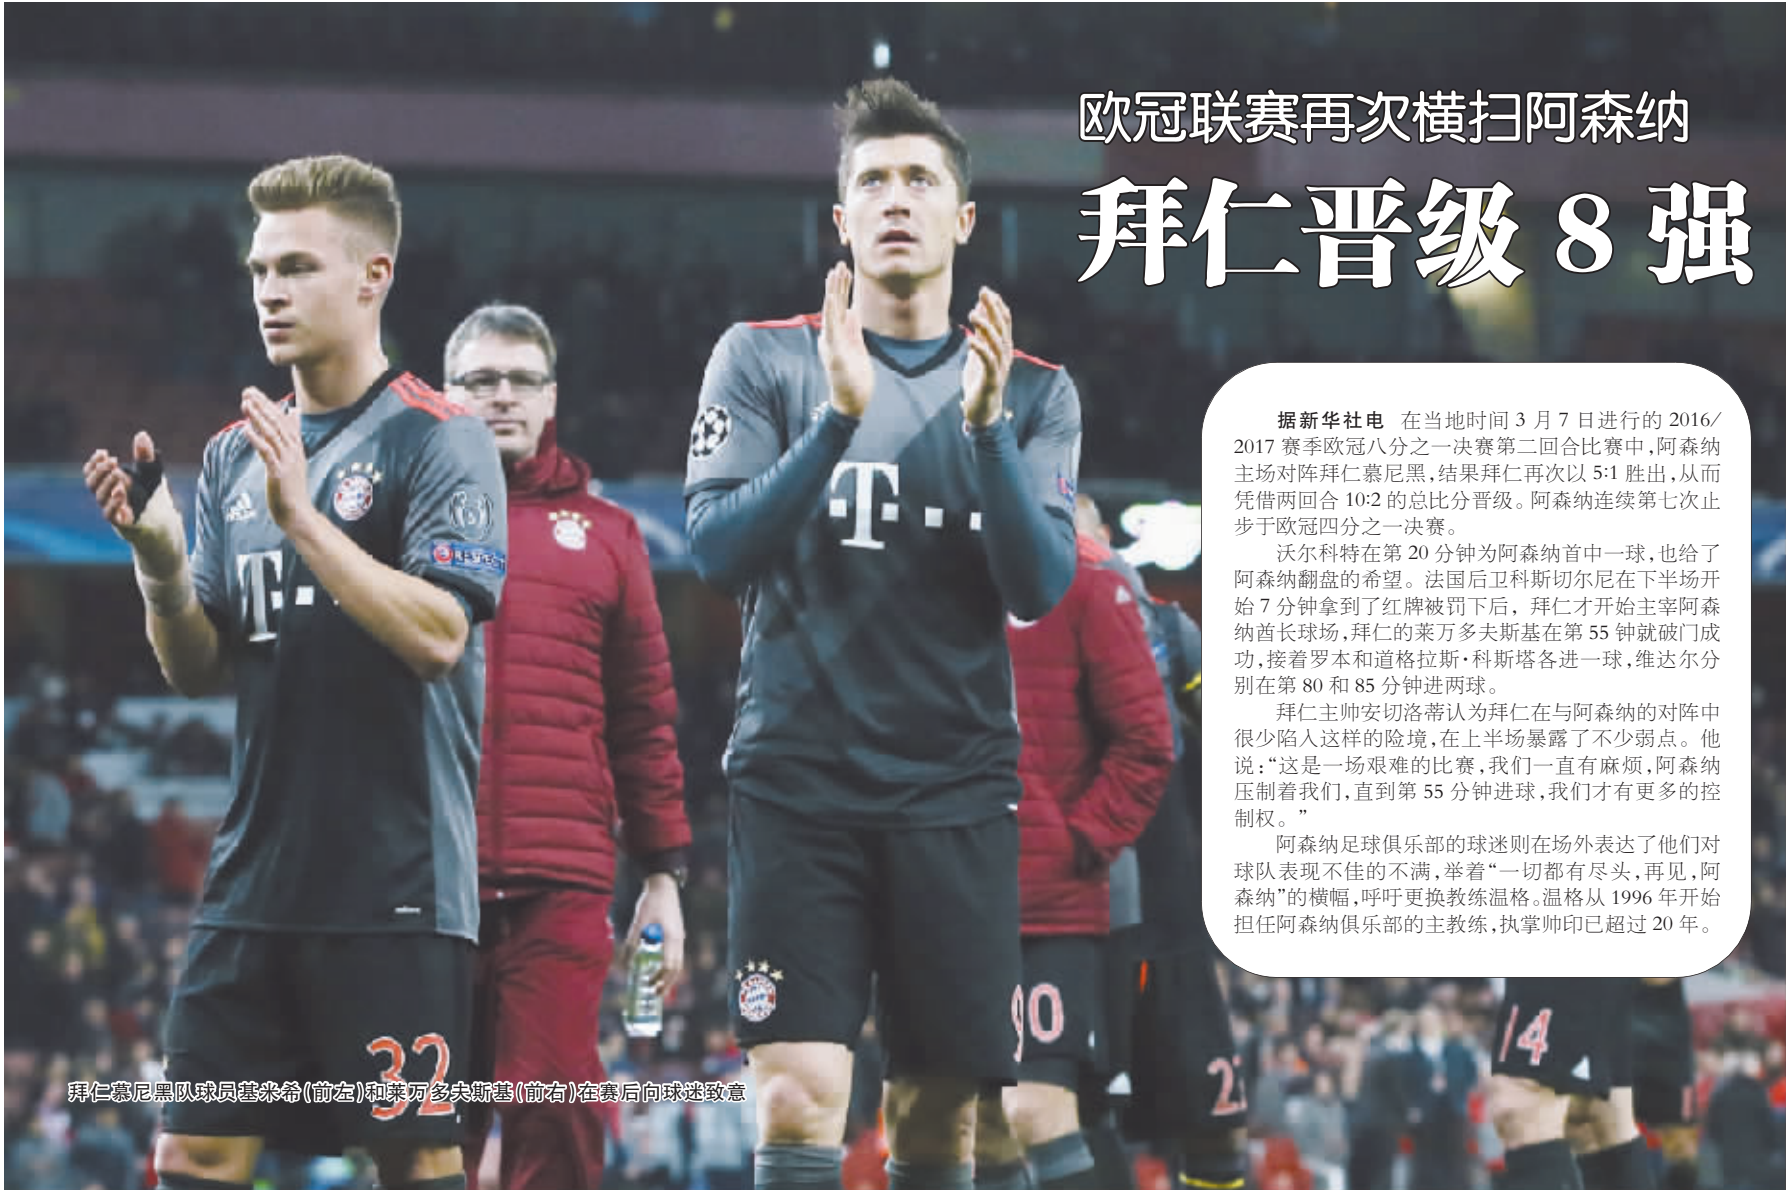 欧冠联赛再次横扫阿森纳
拜仁晋级 8 强
据新华社电 在当地时间 3 月 7 日进行的 2016/
2017 赛季欧冠八分之一决赛第二回合比赛中,阿森纳
主场对阵拜仁慕尼黑,结果拜仁再次以 5:1 胜出,从而
凭借两回合 10:2 的总比分晋级。阿森纳连续第七次止
步于欧冠四分之一决赛。
沃尔科特在第 20 分钟为阿森纳首中一球,也给了
阿森纳翻盘的希望。法国后卫科斯切尔尼在下半场开
始 7 分钟拿到了红牌被罚下后,拜仁才开始主宰阿森
纳酋长球场,拜仁的莱万多夫斯基在第 55 钟就破门成
功,接着罗本和道格拉斯·科斯塔各进一球,维达尔分
别在第 80 和 85 分钟进两球。
拜仁主帅安切洛蒂认为拜仁在与阿森纳的对阵中
很少陷入这样的险境,在上半场暴露了不少弱点。他
说:“这是一场艰难的比赛,我们一直有麻烦,阿森纳
压制着我们,直到第 55 分钟进球,我们才有更多的控
制权。”
阿森纳足球俱乐部的球迷则在场外表达了他们对
球队表现不佳的不满,举着“一切都有尽头,再见,阿
森纳”的横幅,呼吁更换教练温格。温格从 1996 年开始
担任阿森纳俱乐部的主教练,执掌帅印已超过 20 年。
T
T
RESPECT
90
14
32
2
拜仁慕尼黑队球员基米希(前左)和莱万多夫斯基(前右)在赛后向球迷致意